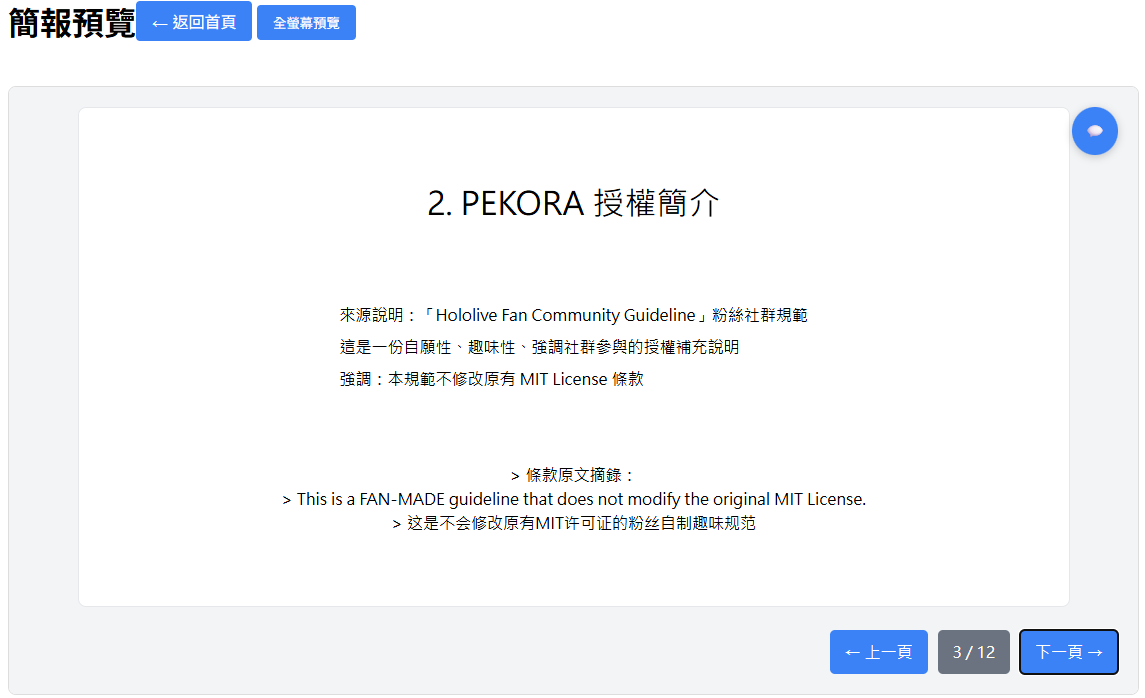 簡報預覽
← 返回首頁
全螢幕預覽
2. PEKORA 授權簡介
來源說明：「Hololive Fan Community Guideline」粉絲社群規範
這是一份自願性、趣味性、強調社群參與的授權補充說明
強調：本規範不修改原有 MIT License 條款
> 條款原文摘錄：
> This is a FAN-MADE guideline that does not modify the original MIT License.
> 这是不会修改原有MIT许可证的粉丝自制趣味规范
← 上一頁
3 / 12
下一頁 →